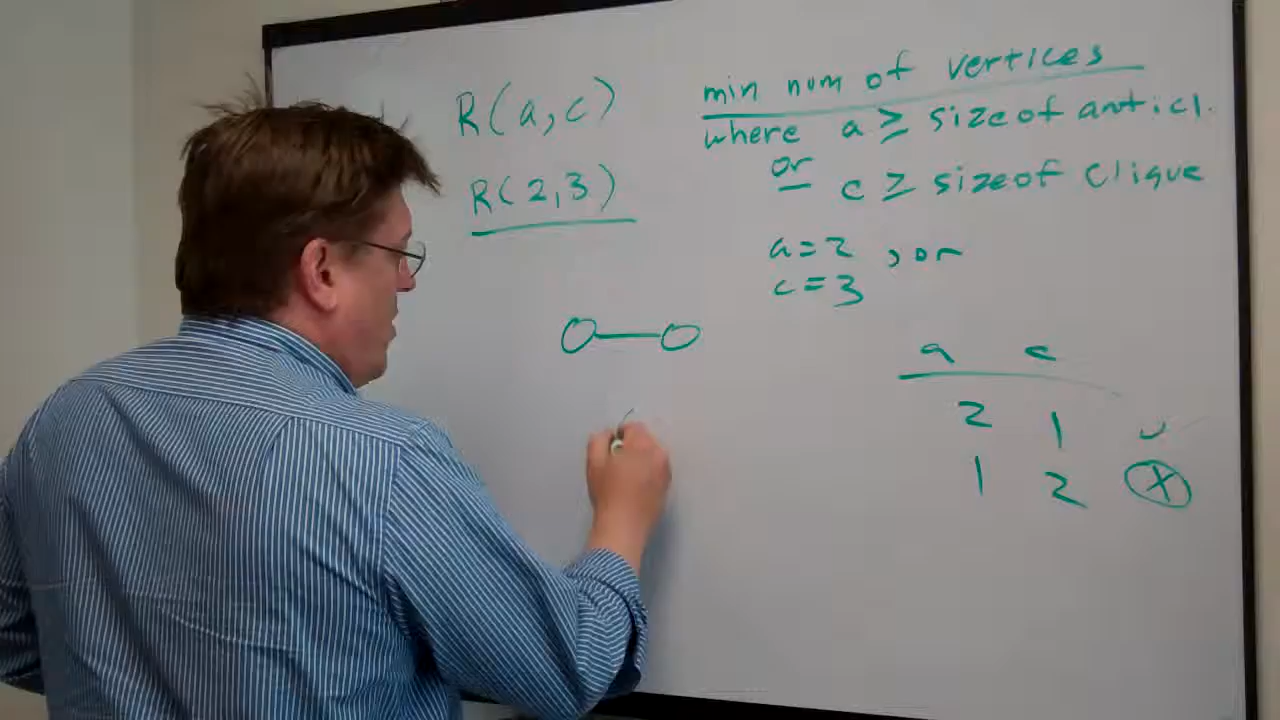 R(a,c)
R(2,3)
min num of vertices
where a ≥ size of anticl.
or c ≥ size of Clique
a=2 , or
c=3
a c
2 1 ✓
1 2 X